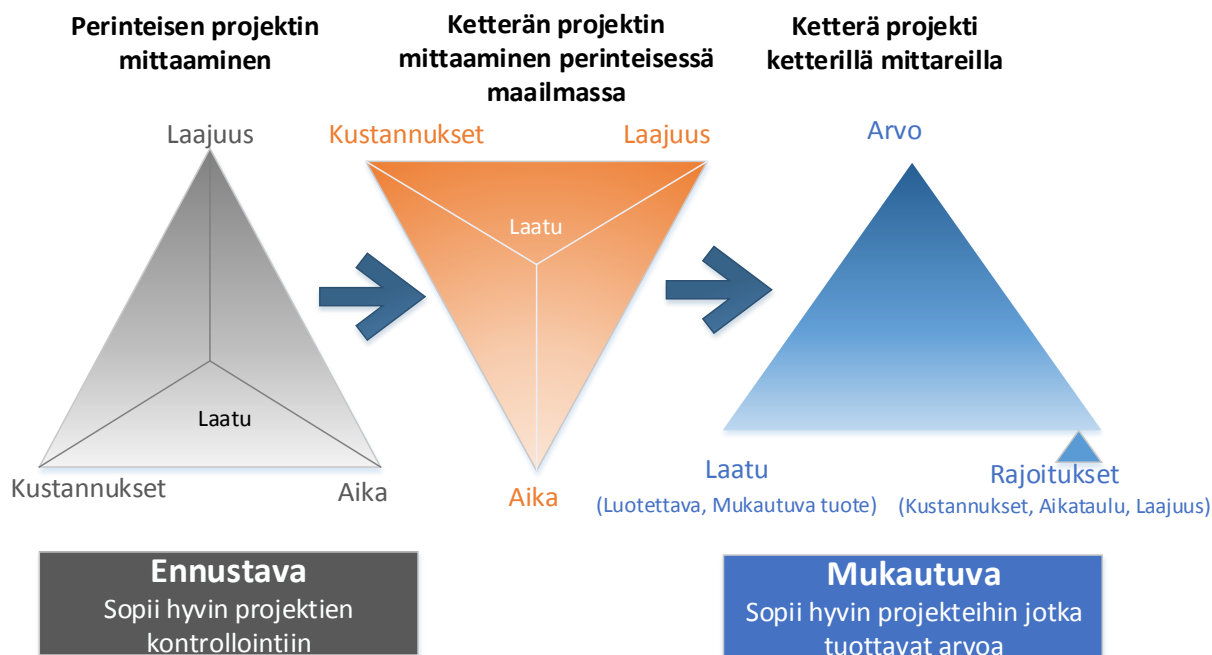 Perinteisen projektin
mittaaminen
Ketterän projektin
mittaaminen perinteisessä
maailmassa
Ketterä projekti
ketterillä mittareilla
Laajuus
Laatu
Kustannukset
Aika
Kustannukset
Laajuus
Laatu
Aika
Arvo
Laatu
(Luotettava, Mukautuva tuote)
Rajoitukset
(Kustannukset, Aikataulu, Laajuus)
Ennustava
Sopii hyvin projektien
kontrollointiin
Mukautuva
Sopii hyvin projekteihin jotka
tuottavat arvoa